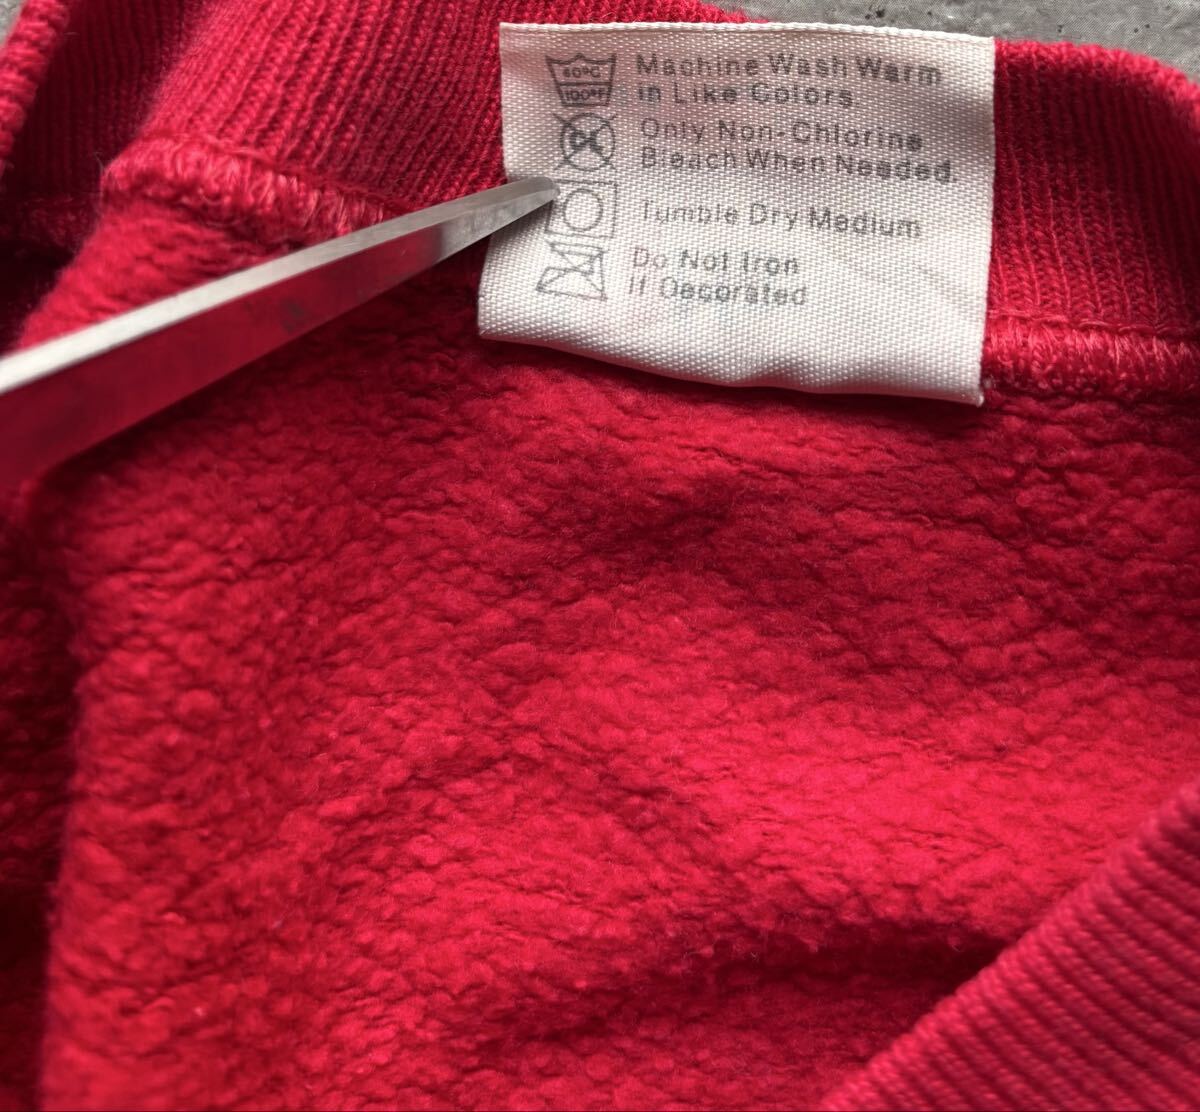 60°C
100°F
Machine Wash Warm
in Like Colors.
Only Non-Chlorine
Bleach When Needed.
Tumble Dry Medium
Do Not Iron
If Decorated